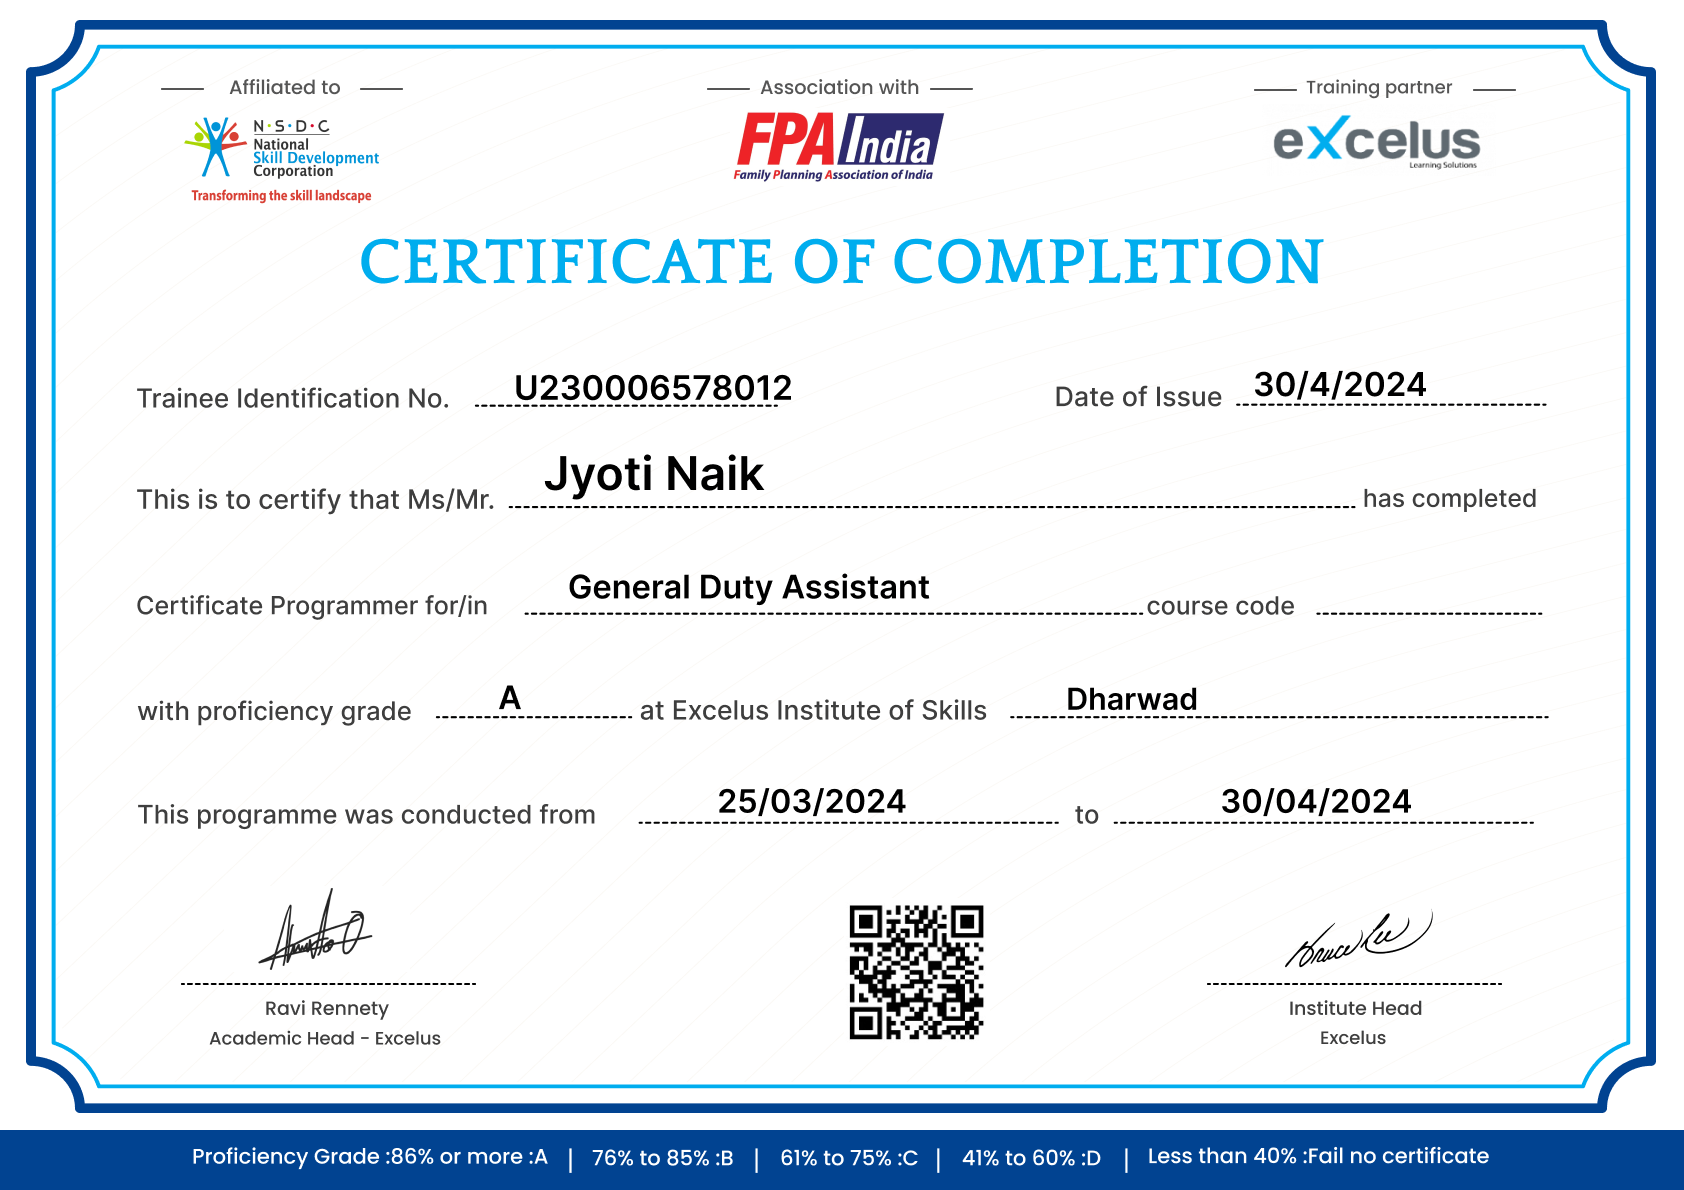 Affiliated to
Association with
Training partner
N·S·D·C
National
Skill Development
Corporation
Transforming the skill landscape
FPA India
Family Planning Association of India
excelus
Learning Solutions
CERTIFICATE OF COMPLETION
Trainee Identification No. U230006578012 Date of Issue 30/4/2024
This is to certify that Ms/Mr. Jyoti Naik has completed
Certificate Programmer for/in General Duty Assistant course code
with proficiency grade A at Excelus Institute of Skills Dharwad
This programme was conducted from 25/03/2024 to 30/04/2024
Bruce Lee
Ravi Rennety
Academic Head - Excelus
Institute Head
Excelus
Proficiency Grade :86% or more :A | 76% to 85% :B | 61% to 75% :C | 41% to 60% :D | Less than 40% :Fail no certificate